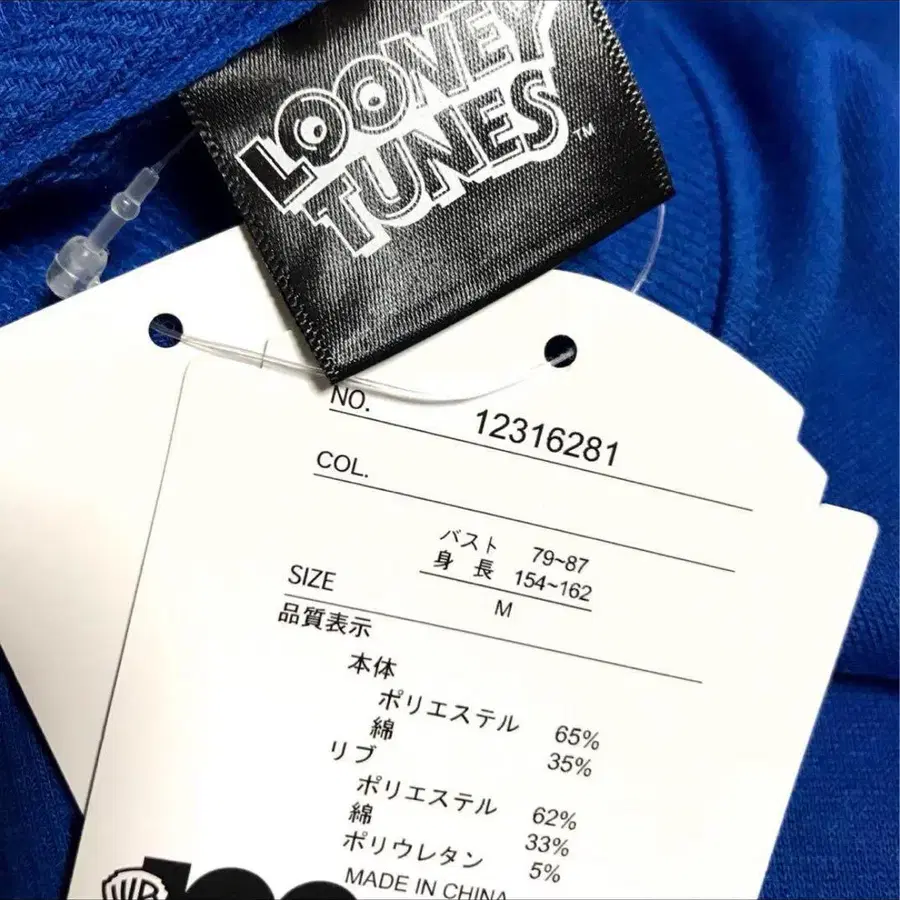 LOONEY
TUNES™
NO. 12316281
COL.
バスト 79~87
身 長 154~162
SIZE M
品質表示
本体
ポリエステル 65%
綿 35%
リブ
ポリエステル 62%
綿 33%
ポリウレタン 5%
MADE IN CHINA
WB